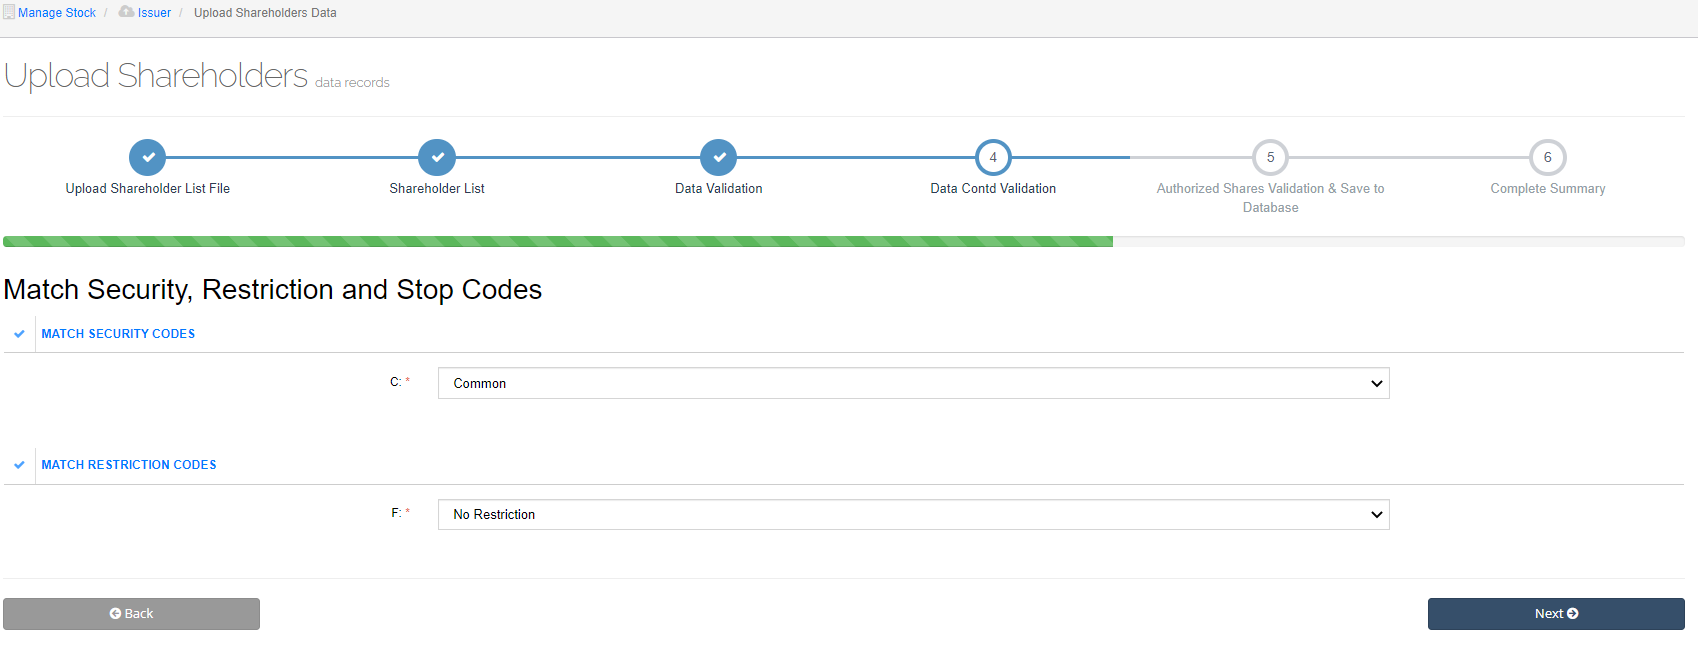 Manage Stock / Issuer / Upload Shareholders Data
Upload Shareholders data records
4 5 6
Upload Shareholder List File Shareholder List Data Validation Data Contd Validation Authorized Shares Validation & Save to Complete Summary
Database
Match Security, Restriction and Stop Codes
MATCH SECURITY CODES
C: * Common
MATCH RESTRICTION CODES
F: * No Restriction
Back Next